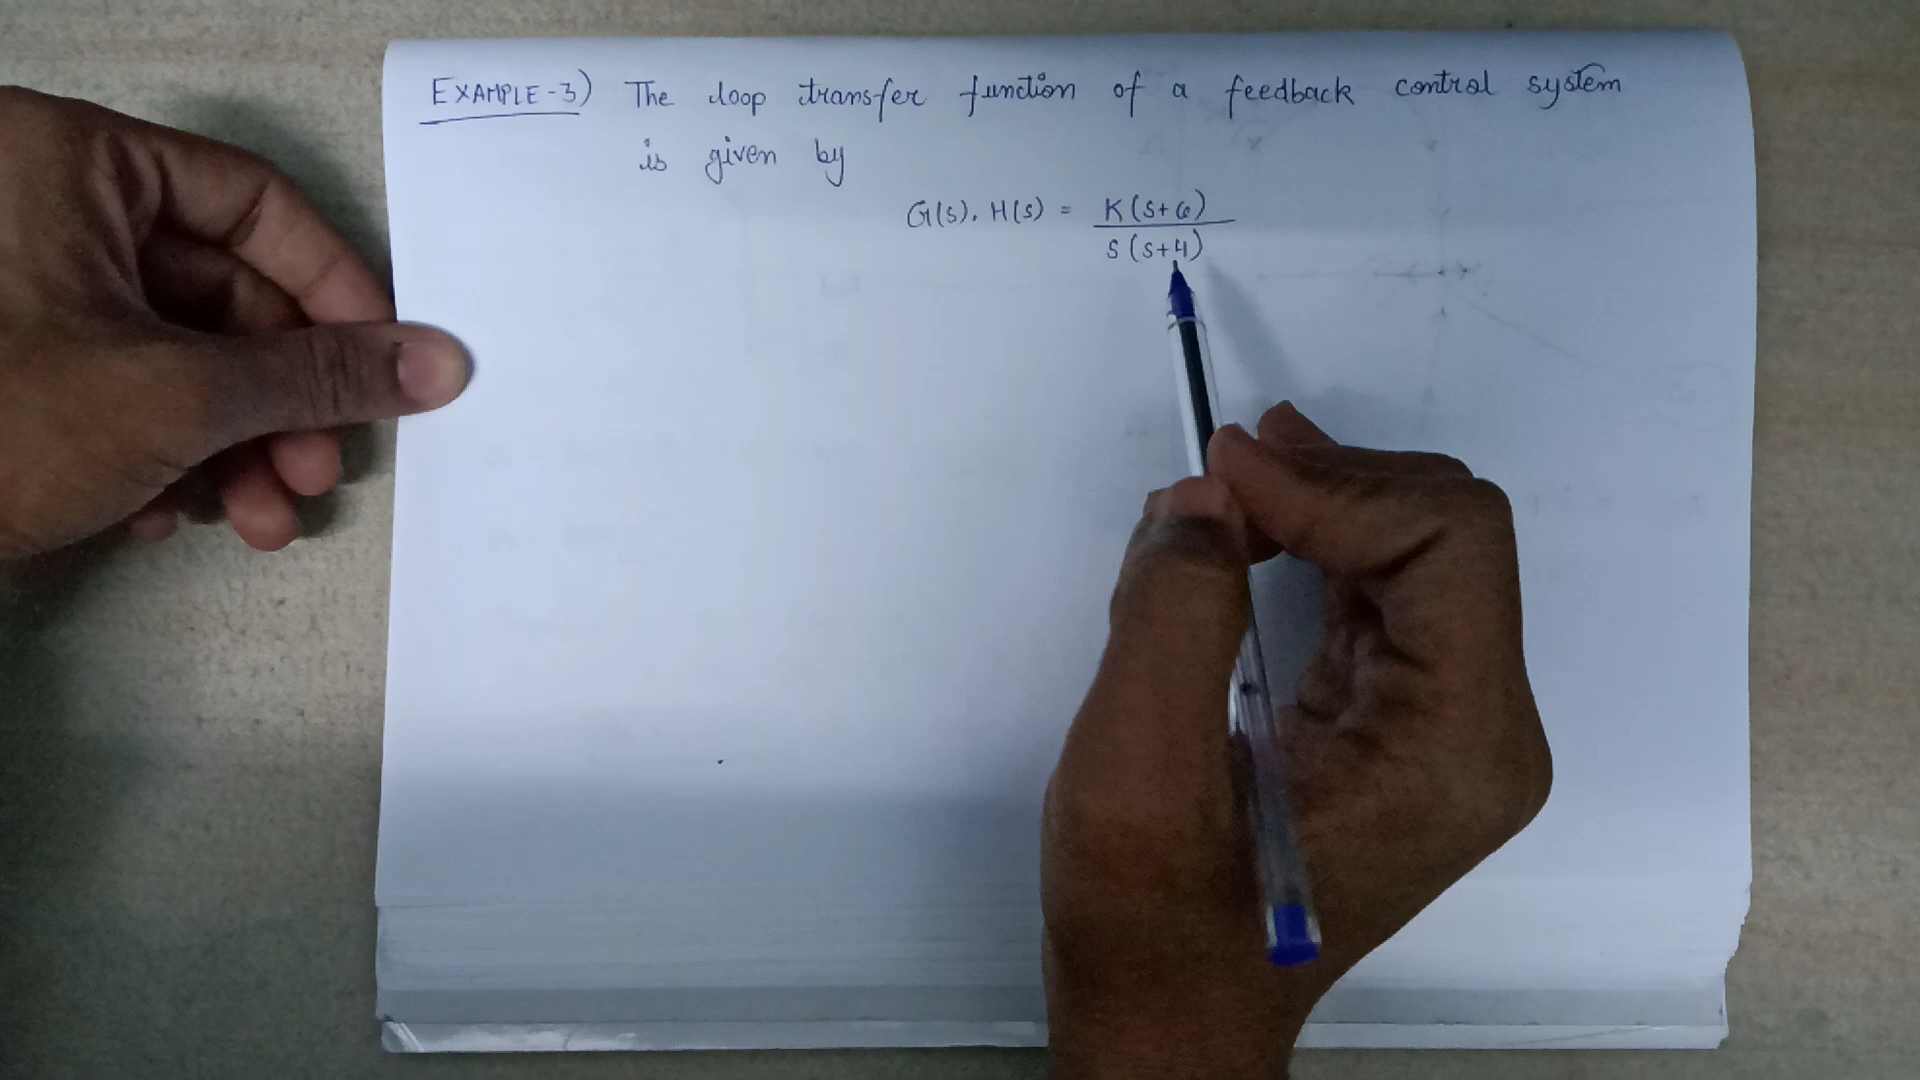 EXAMPLE-3) The loop transfer function of a feedback control system
is given by
G(s). H(s) = K(s+6)
s(s+4)